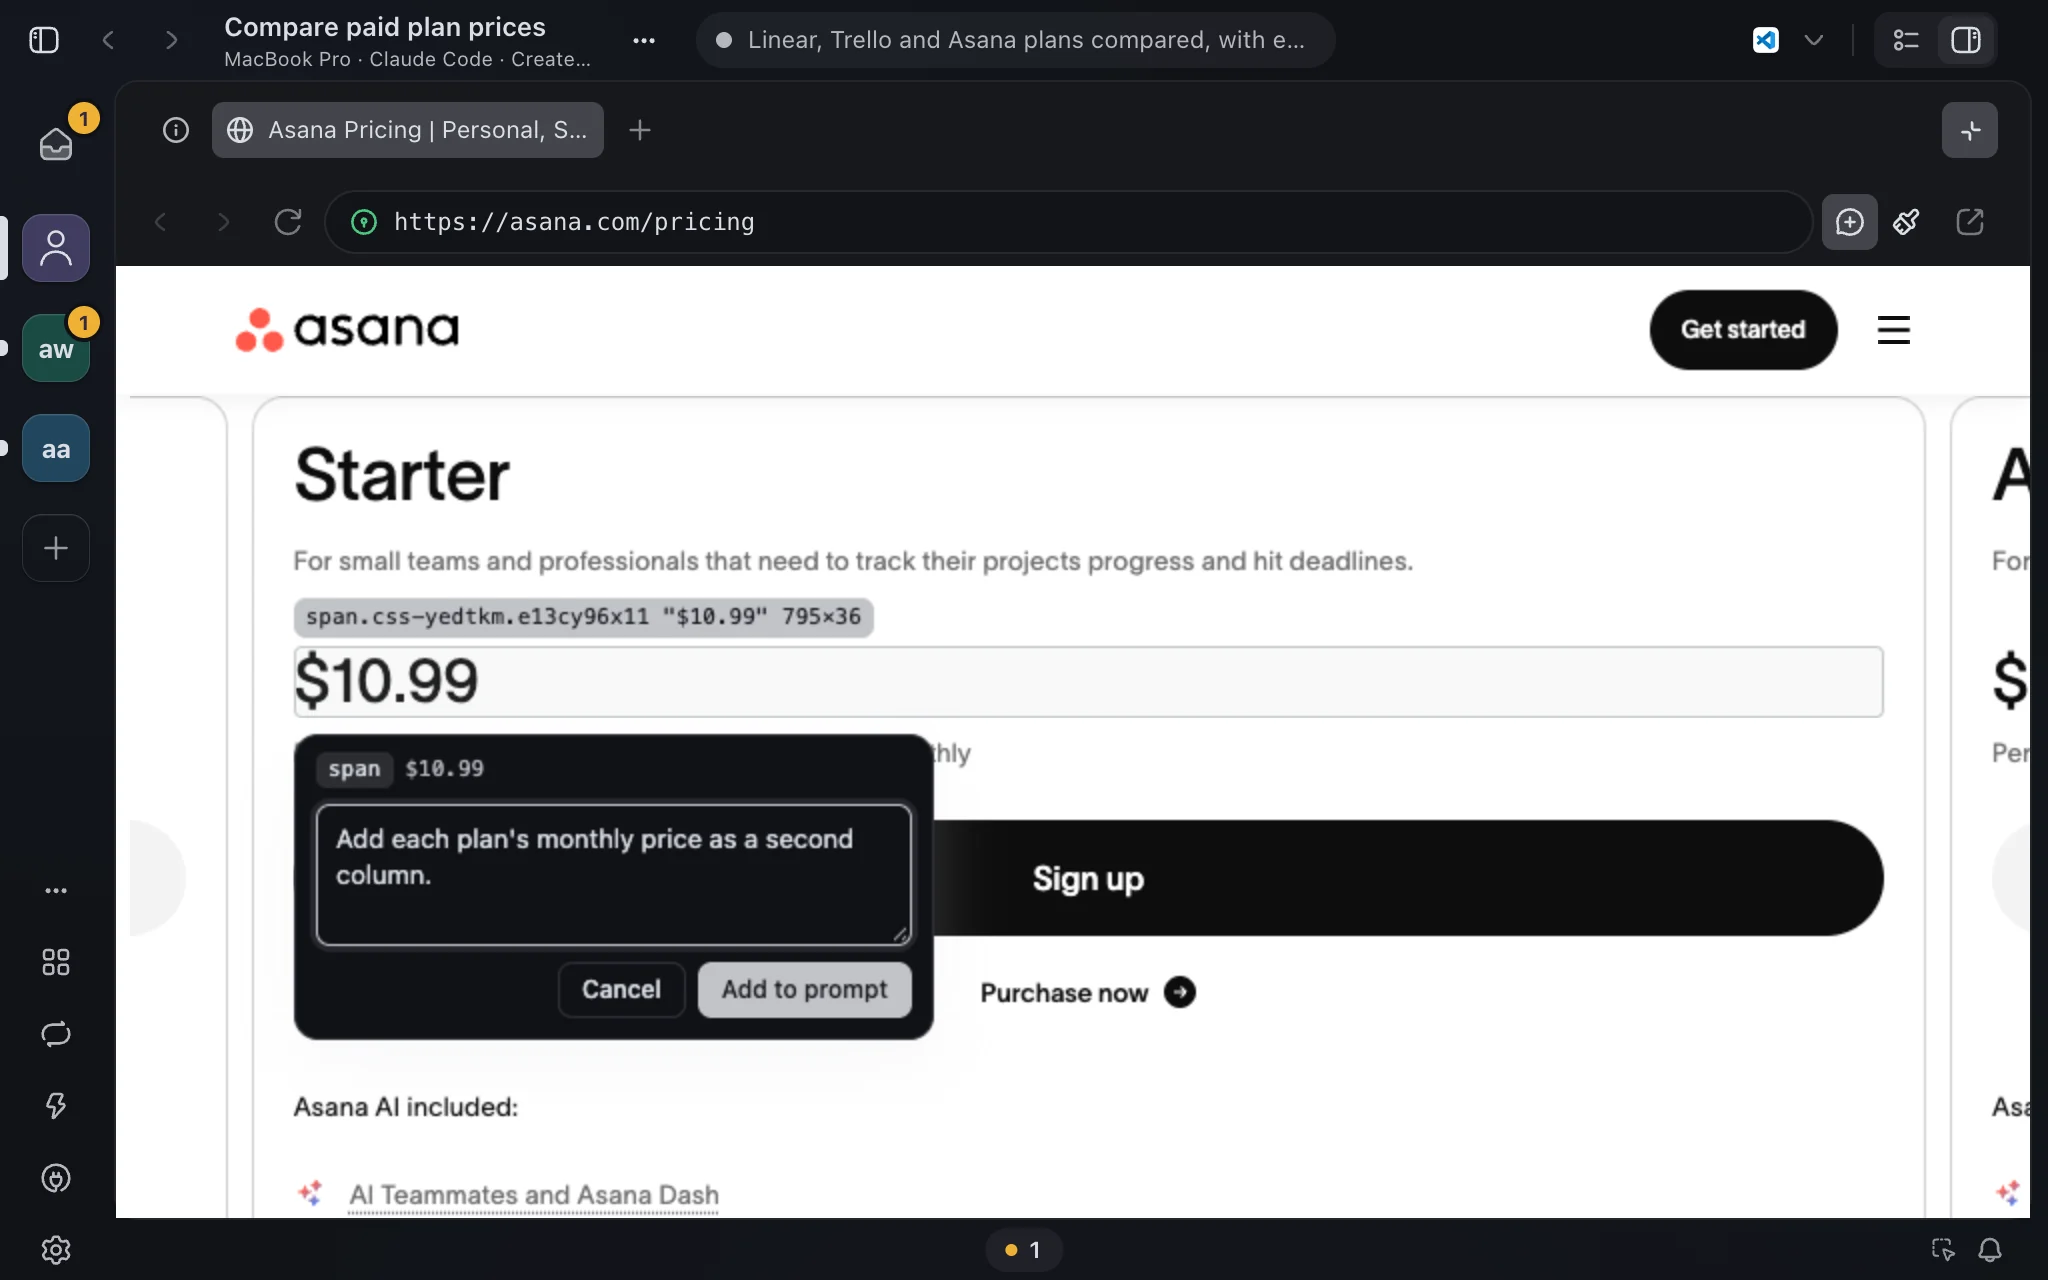 Compare paid plan prices
MacBook Pro · Claude Code · Create...
Linear, Trello and Asana plans compared, with e...
1
Asana Pricing | Personal, S...
https://asana.com/pricing
aw
1
aa
asana
Get started
Starter
A
For small teams and professionals that need to track their projects progress and hit deadlines.
For
span.css-yedtkm.e13cy96x11 "$10.99" 795×36
$10.99
$
thly
Per
span $10.99
Add each plan's monthly price as a second
column.
Sign up
Cancel
Add to prompt
Purchase now
Asana AI included:
Asa
AI Teammates and Asana Dash
1